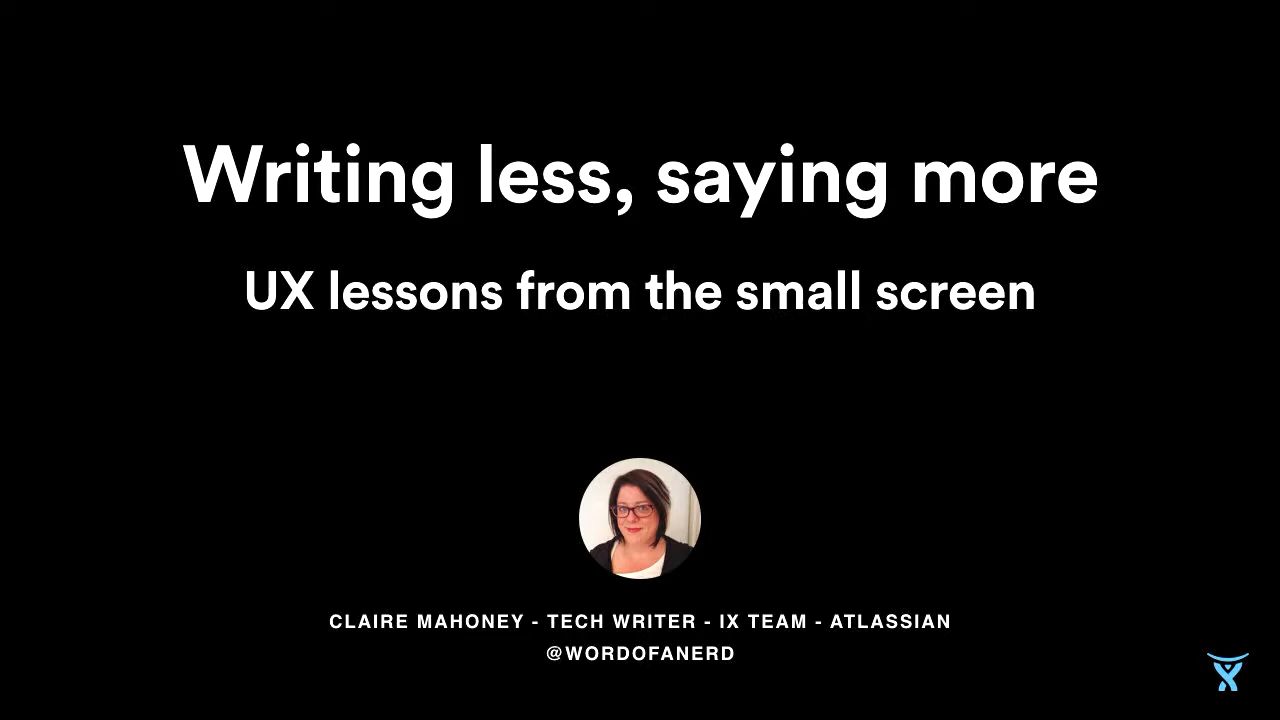 Writing less, saying more
UX lessons from the small screen
CLAIRE MAHONEY - TECH WRITER - IX TEAM - ATLASSIAN
@WORDOFANERD